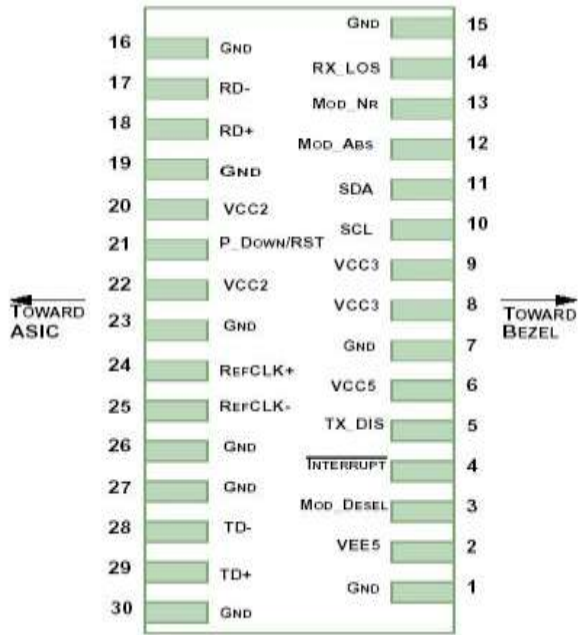 GND 15
16 GND
RX_LOS 14
17 RD-
MOD_NR 13
18 RD+
MOD_ABS 12
19 GND
SDA 11
20 VCC2
SCL 10
21 P_DOWN/RST
VCC3 9
22 VCC2
VCC3 8
TOWARD ASIC
TOWARD BEZEL
23 GND
GND 7
24 REFCLK+
VCC5 6
25 REFCLK-
TX_DIS 5
26 GND
INTERRUPT 4
27 GND
MOD_DESEL 3
28 TD-
VEE5 2
29 TD+
GND 1
30 GND